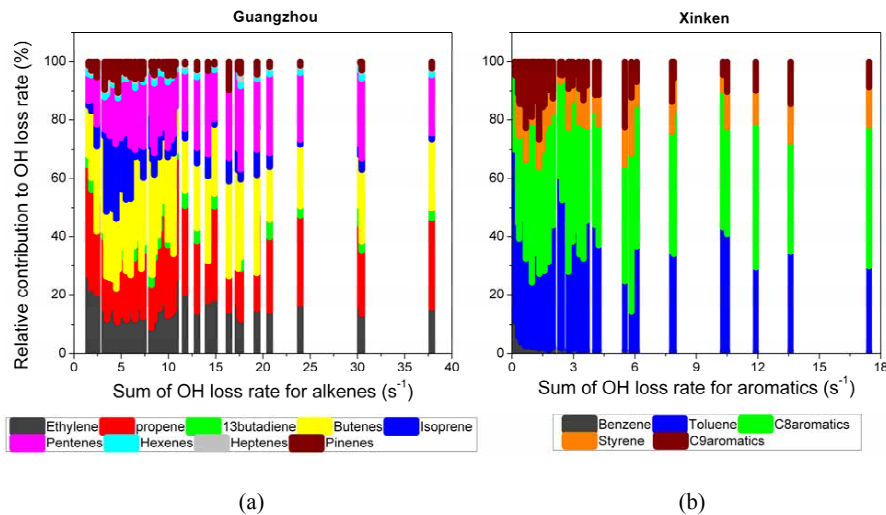 Guangzhou
Xinken
Relative contribution to OH loss rate (%)
100
80
60
40
20
0
0 5 10 15 20 25 30 35 40
Sum of OH loss rate for alkenes (s⁻¹)
100
80
60
40
20
0
0.0 3 6 9 12 15 18
Sum of OH loss rate for aromatics (s⁻¹)
Ethylene propene 13butadiene Butenes Isoprene
Pentenes Hexenes Heptenes Pinenes
Benzene Toluene C8aromatics
Styrene C9aromatics
(a)
(b)